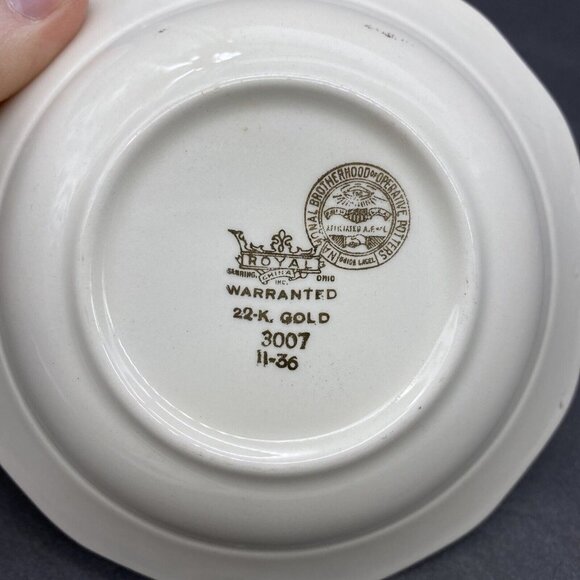 NATIONAL BROTHERHOOD OF OPERATIVE POTTERS
AFFILIATED A.F. of L.
UNION LABEL
ROYAL
SEBRING, CHINA OHIO
INC.
WARRANTED
22-K. GOLD
3007
11-36